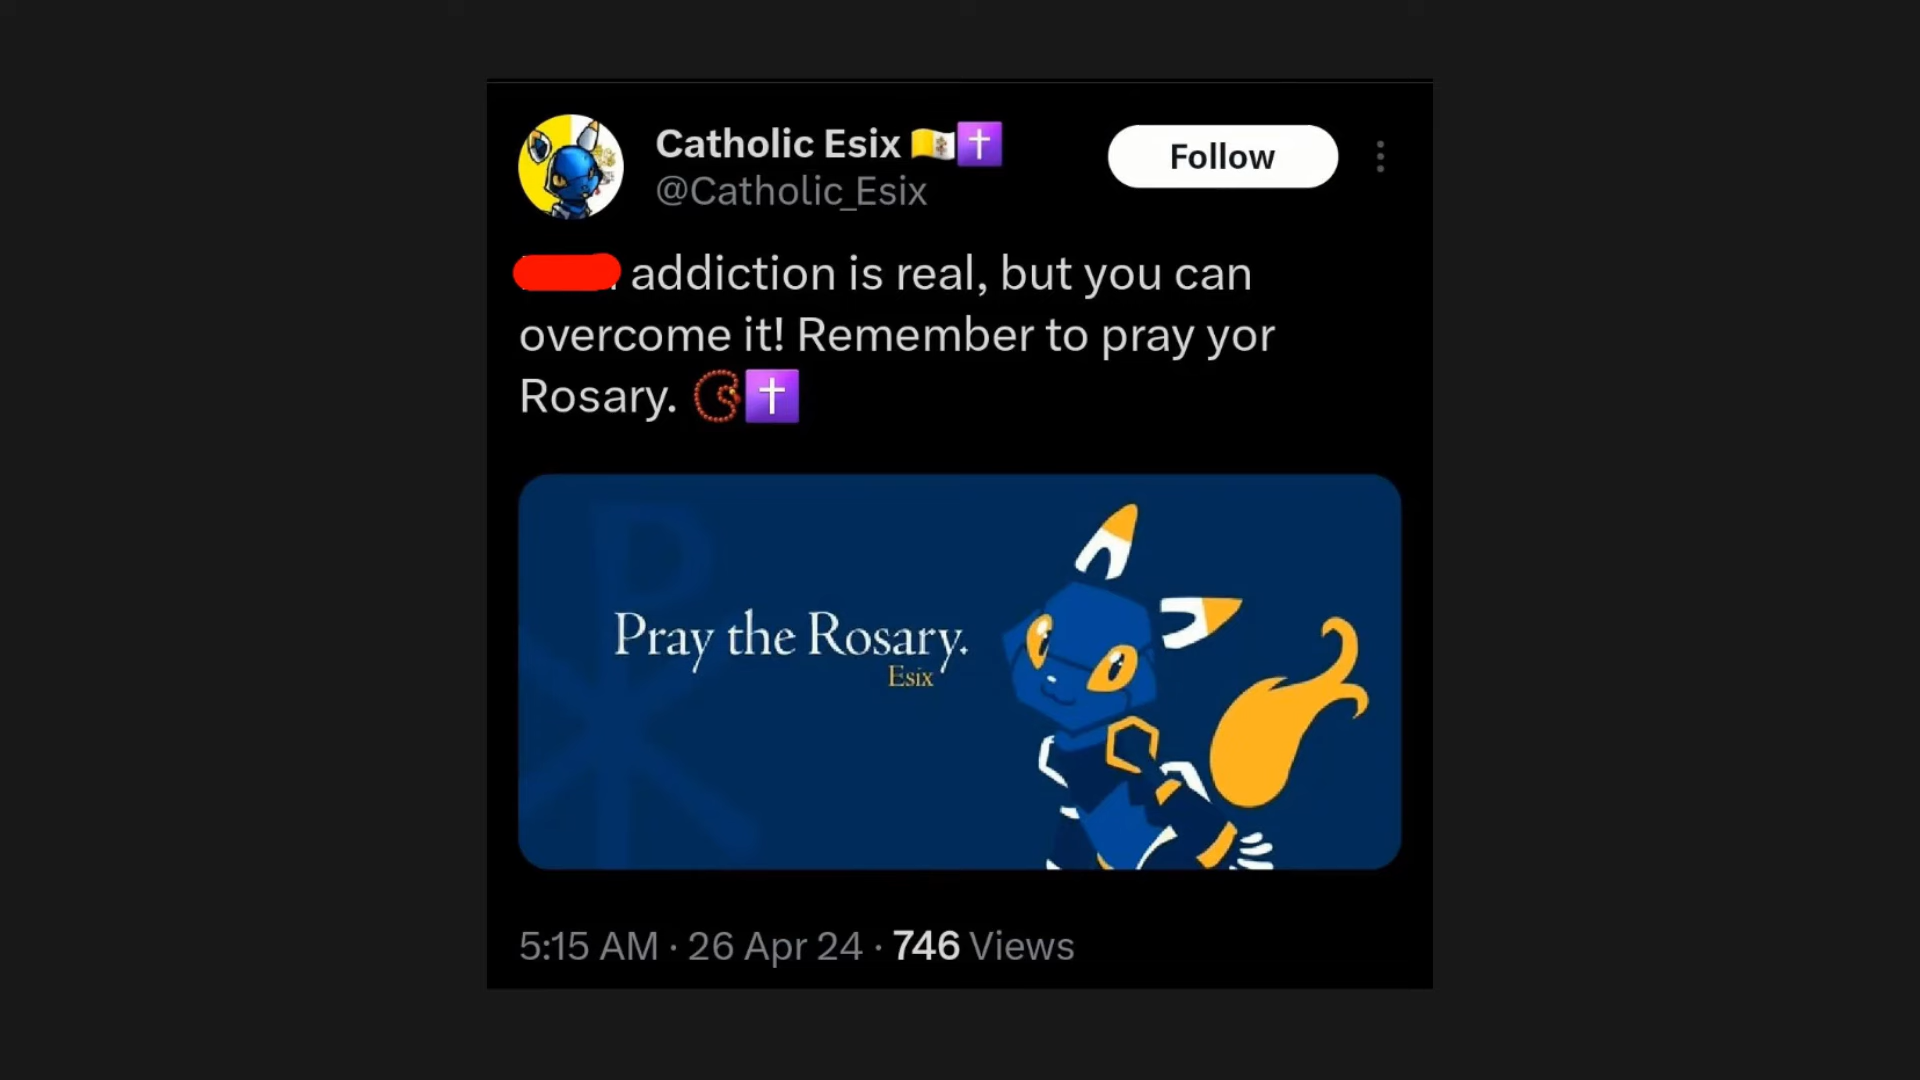 Catholic Esix 🇻🇦✝️
Follow
@Catholic_Esix
addiction is real, but you can
overcome it! Remember to pray yor
Rosary. 📿✝️
Pray the Rosary.
Esix
5:15 AM · 26 Apr 24 · 746 Views